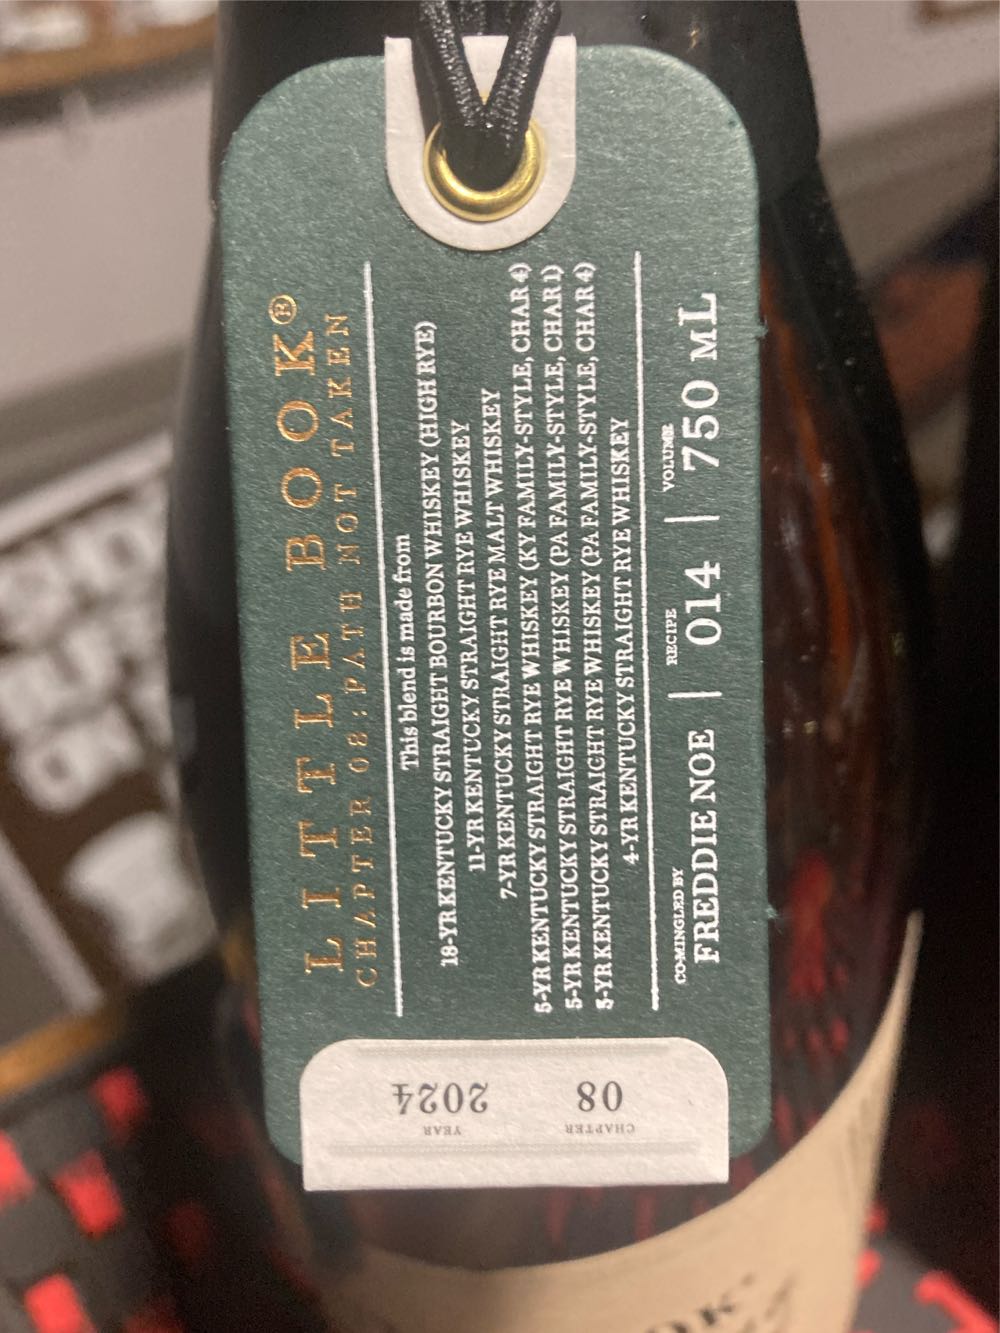 LITTLE BOOK®
CHAPTER 08: PATH NOT TAKEN
This blend is made from
18-YR KENTUCKY STRAIGHT BOURBON WHISKEY (HIGH RYE)
11-YR KENTUCKY STRAIGHT RYE WHISKEY
7-YR KENTUCKY STRAIGHT RYE MALT WHISKEY
5-YR KENTUCKY STRAIGHT RYE WHISKEY (KY FAMILY-STYLE, CHAR 4)
5-YR KENTUCKY STRAIGHT RYE WHISKEY (PA FAMILY-STYLE, CHAR 1)
5-YR KENTUCKY STRAIGHT RYE WHISKEY (PA FAMILY-STYLE, CHAR 4)
4-YR KENTUCKY STRAIGHT RYE WHISKEY
CO-MINGLED BY
FREDDIE NOE
RECIPE
014
VOLUME
750 mL
CHAPTER
08
YEAR
2024